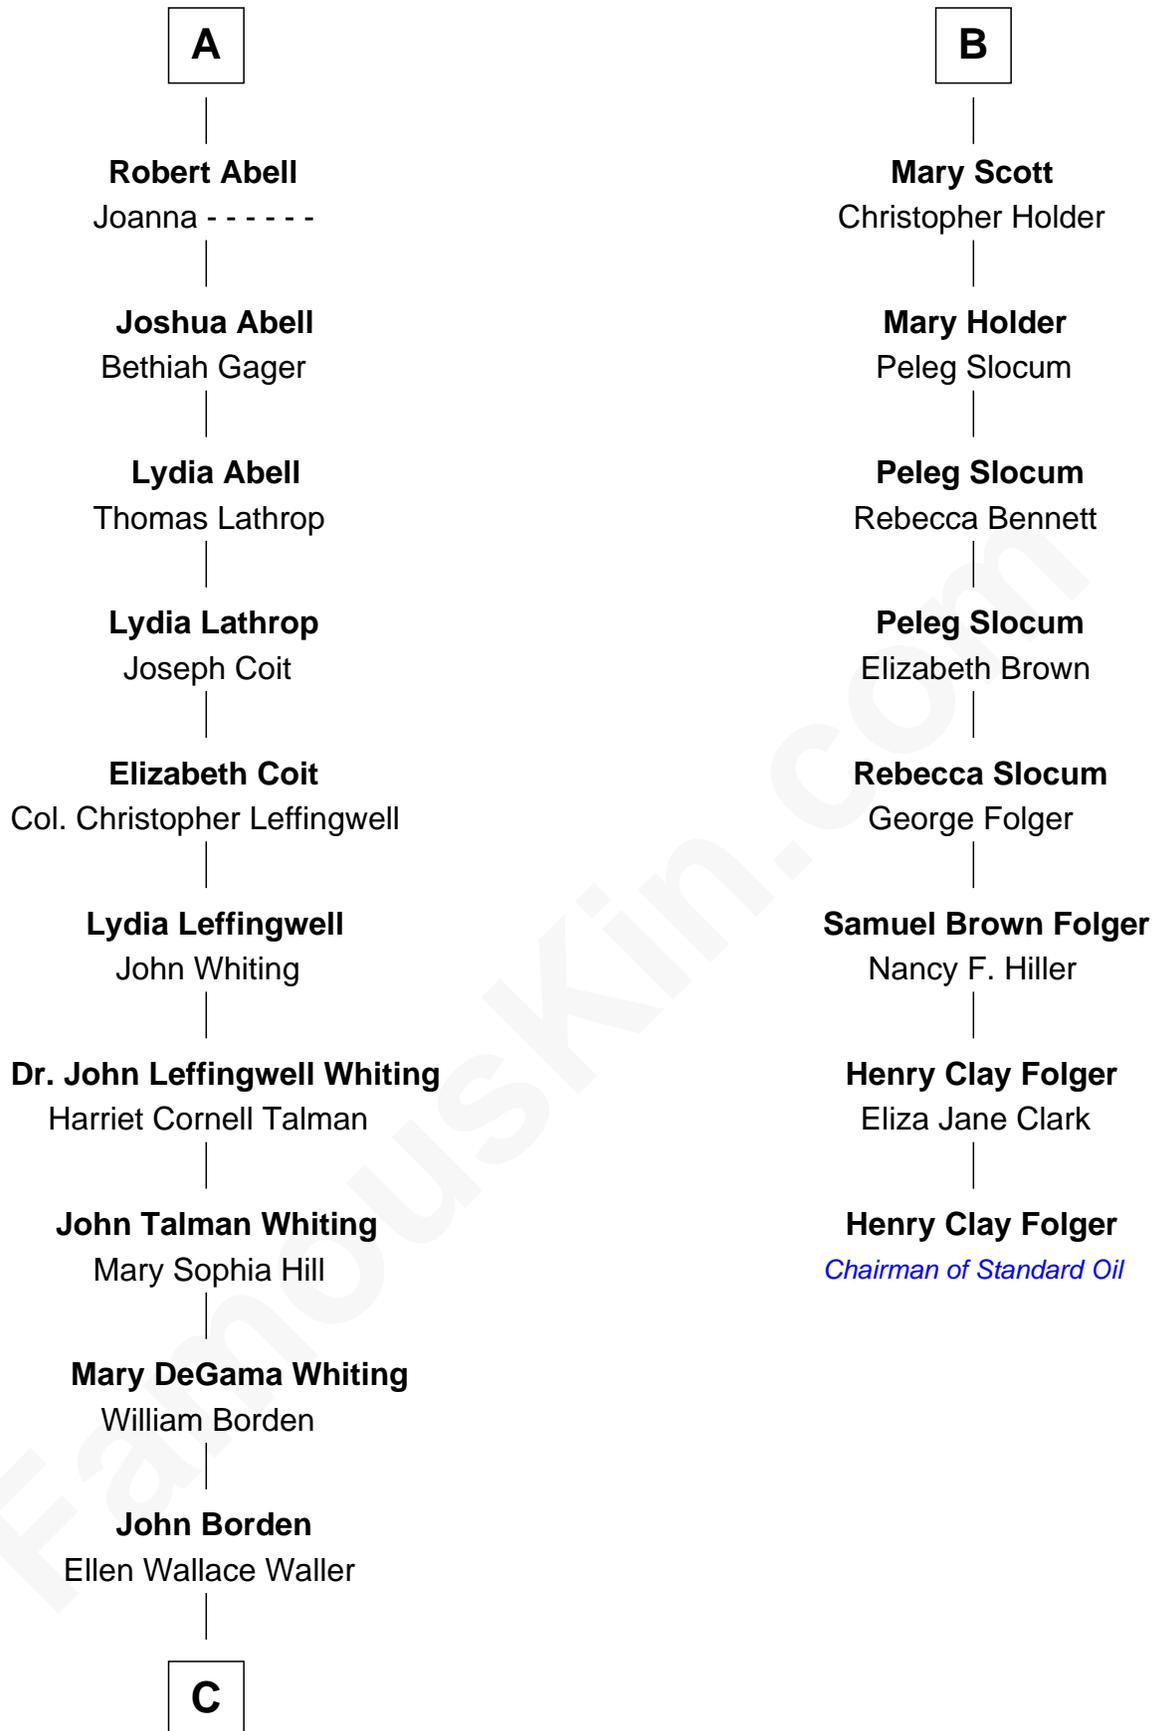 A
Robert Abell
Joanna - - - - - -
Joshua Abell
Bethiah Gager
Lydia Abell
Thomas Lathrop
Lydia Lathrop
Joseph Coit
Elizabeth Coit
Col. Christopher Leffingwell
Lydia Leffingwell
John Whiting
Dr. John Leffingwell Whiting
Harriet Cornell Talman
John Talman Whiting
Mary Sophia Hill
Mary DeGama Whiting
William Borden
John Borden
Ellen Wallace Waller
C
B
Mary Scott
Christopher Holder
Mary Holder
Peleg Slocum
Peleg Slocum
Rebecca Bennett
Peleg Slocum
Elizabeth Brown
Rebecca Slocum
George Folger
Samuel Brown Folger
Nancy F. Hiller
Henry Clay Folger
Eliza Jane Clark
Henry Clay Folger
Chairman of Standard Oil
FamousKin.com